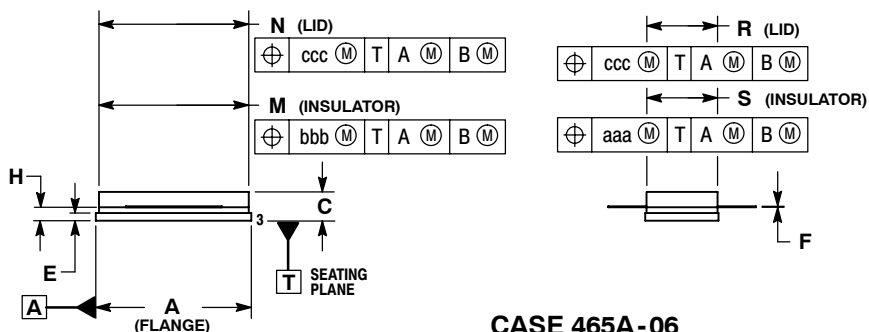 N (LID)
⌖ ccc Ⓜ T A Ⓜ B Ⓜ
M (INSULATOR)
⌖ bbb Ⓜ T A Ⓜ B Ⓜ
R (LID)
⌖ ccc Ⓜ T A Ⓜ B Ⓜ
S (INSULATOR)
⌖ aaa Ⓜ T A Ⓜ B Ⓜ
H
C
3
E
F
T SEATING
PLANE
A
A
(FLANGE)
CASE 465A-06